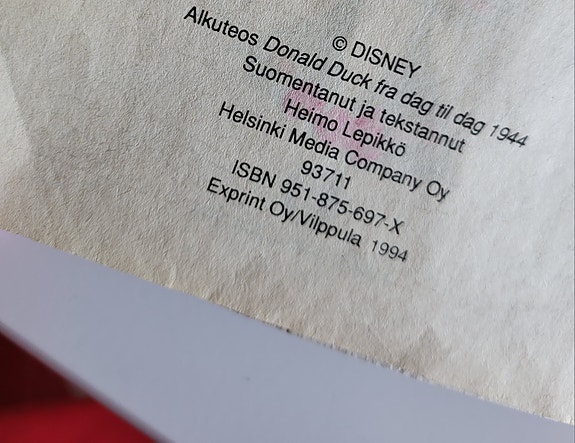 © DISNEY
Alkuteos Donald Duck fra dag til dag 1944
Suomentanut ja tekstannut
Heimo Lepikkö
Helsinki Media Company Oy
93711
ISBN 951-875-697-X
Exprint Oy/Vilppula 1994